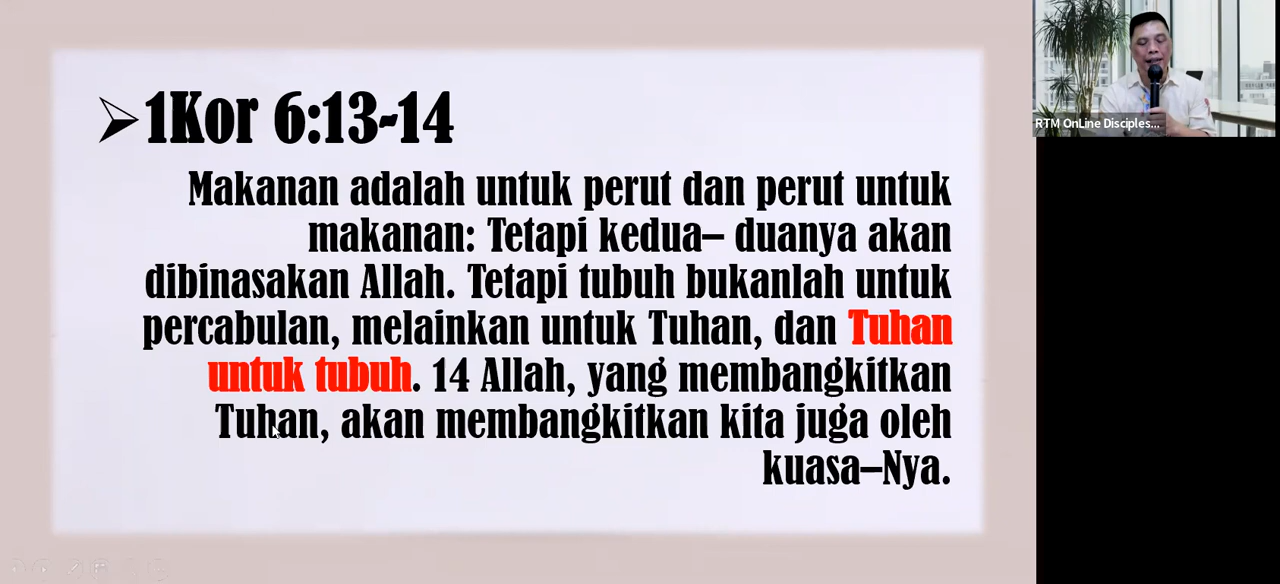 1Kor 6:13-14
Makanan adalah untuk perut dan perut untuk
makanan: Tetapi kedua– duanya akan
dibinasakan Allah. Tetapi tubuh bukanlah untuk
percabulan, melainkan untuk Tuhan, dan Tuhan
untuk tubuh. 14 Allah, yang membangkitkan
Tuhan, akan membangkitkan kita juga oleh
kuasa–Nya.
RTM OnLine Disciples...